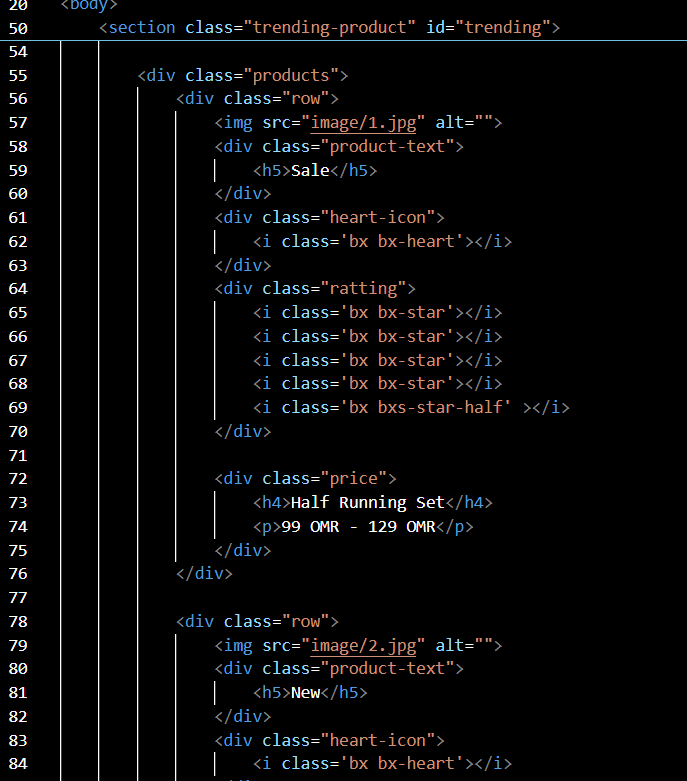 20 <body>
50 <section class="trending-product" id="trending">
54
55 <div class="products">
56 <div class="row">
57 <img src="image/1.jpg" alt="">
58 <div class="product-text">
59 <h5>Sale</h5>
60 </div>
61 <div class="heart-icon">
62 <i class='bx bx-heart'></i>
63 </div>
64 <div class="ratting">
65 <i class='bx bx-star'></i>
66 <i class='bx bx-star'></i>
67 <i class='bx bx-star'></i>
68 <i class='bx bx-star'></i>
69 <i class='bx bxs-star-half' ></i>
70 </div>
71
72 <div class="price">
73 <h4>Half Running Set</h4>
74 <p>99 OMR - 129 OMR</p>
75 </div>
76 </div>
77
78 <div class="row">
79 <img src="image/2.jpg" alt="">
80 <div class="product-text">
81 <h5>New</h5>
82 </div>
83 <div class="heart-icon">
84 <i class='bx bx-heart'></i>